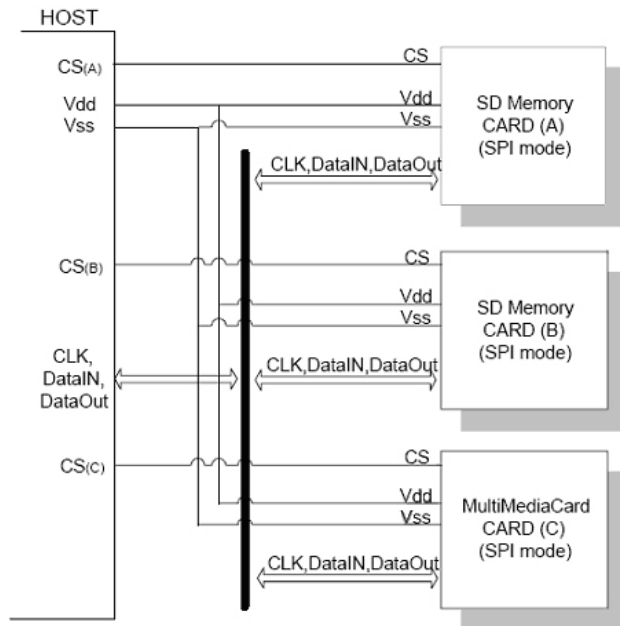 HOST
CS(A)
Vdd
Vss
CS
Vdd
Vss
SD Memory
CARD (A)
(SPI mode)
CLK,DataIN,DataOut
CS(B)
CS
Vdd
Vss
SD Memory
CARD (B)
(SPI mode)
CLK,
DataIN,
DataOut
CLK,DataIN,DataOut
CS(C)
CS
Vdd
Vss
MultiMediaCard
CARD (C)
(SPI mode)
CLK,DataIN,DataOut